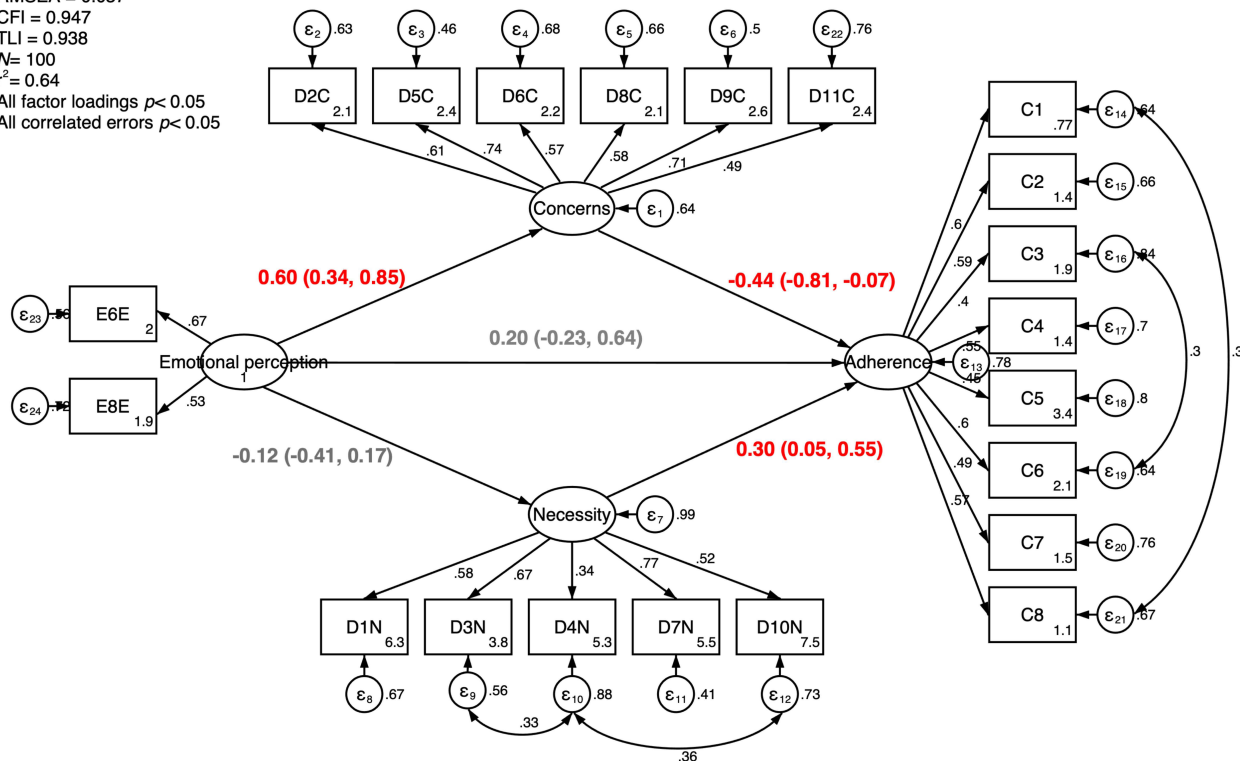 CFI = 0.947
TLI = 0.938
N= 100
r²= 0.64
All factor loadings p< 0.05
All correlated errors p< 0.05
ε2 .63
ε3 .46
ε4 .68
ε5 .66
ε6 .5
ε22 .76
D2C 2.1
D5C 2.4
D6C 2.2
D8C 2.1
D9C 2.6
D11C 2.4
.61
.74
.57
.58
.71
.49
Concerns
ε1 .64
0.60 (0.34, 0.85)
-0.44 (-0.81, -0.07)
0.20 (-0.23, 0.64)
-0.12 (-0.41, 0.17)
0.30 (0.05, 0.55)
ε23
E6E 2
.67
Emotional perception
1
ε24
E8E 1.9
.53
Adherence
ε13 .78
.6
.59
.4
.55
.45
.6
.49
.57
C1 .77
ε14 .64
C2 1.4
ε15 .66
C3 1.9
ε16 .84
C4 1.4
ε17 .7
C5 3.4
ε18 .8
C6 2.1
ε19 .64
C7 1.5
ε20 .76
C8 1.1
ε21 .67
.3
Necessity
ε7 .99
.58
.67
.34
.77
.52
D1N 6.3
D3N 3.8
D4N 5.3
D7N 5.5
D10N 7.5
ε8 .67
ε9 .56
ε10 .88
ε11 .41
ε12 .73
.33
.36